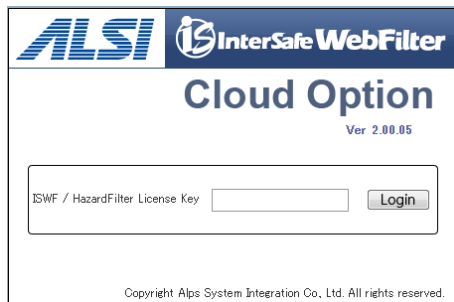 ALSI
iS InterSafe WebFilter
Cloud Option
Ver 2.00.05
ISWF / HazardFilter License Key
Login
Copyright Alps System Integration Co., Ltd. All rights reserved.